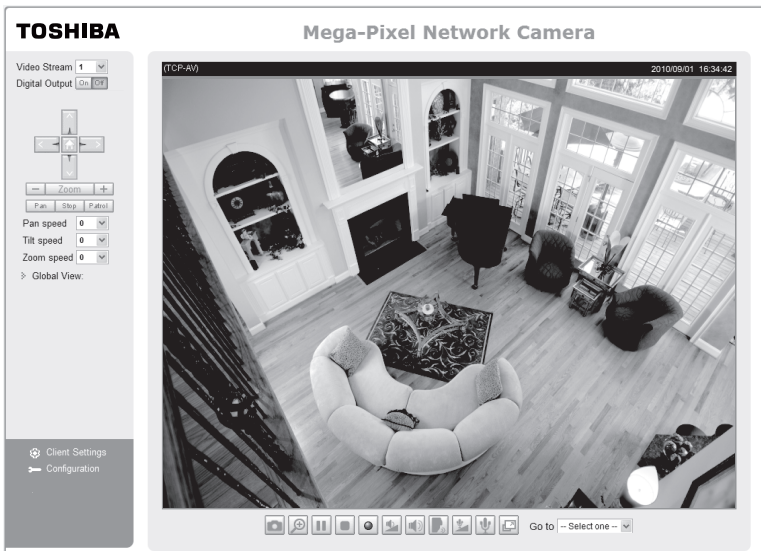 TOSHIBA
Mega-Pixel Network Camera
Video Stream 1
Digital Output On Off
Zoom
Pan Stop Patrol
Pan speed 0
Tilt speed 0
Zoom speed 0
Global View:
Client Settings
Configuration
(TCP-AV) 2010/09/01 16:34:42
Go to -- Select one --